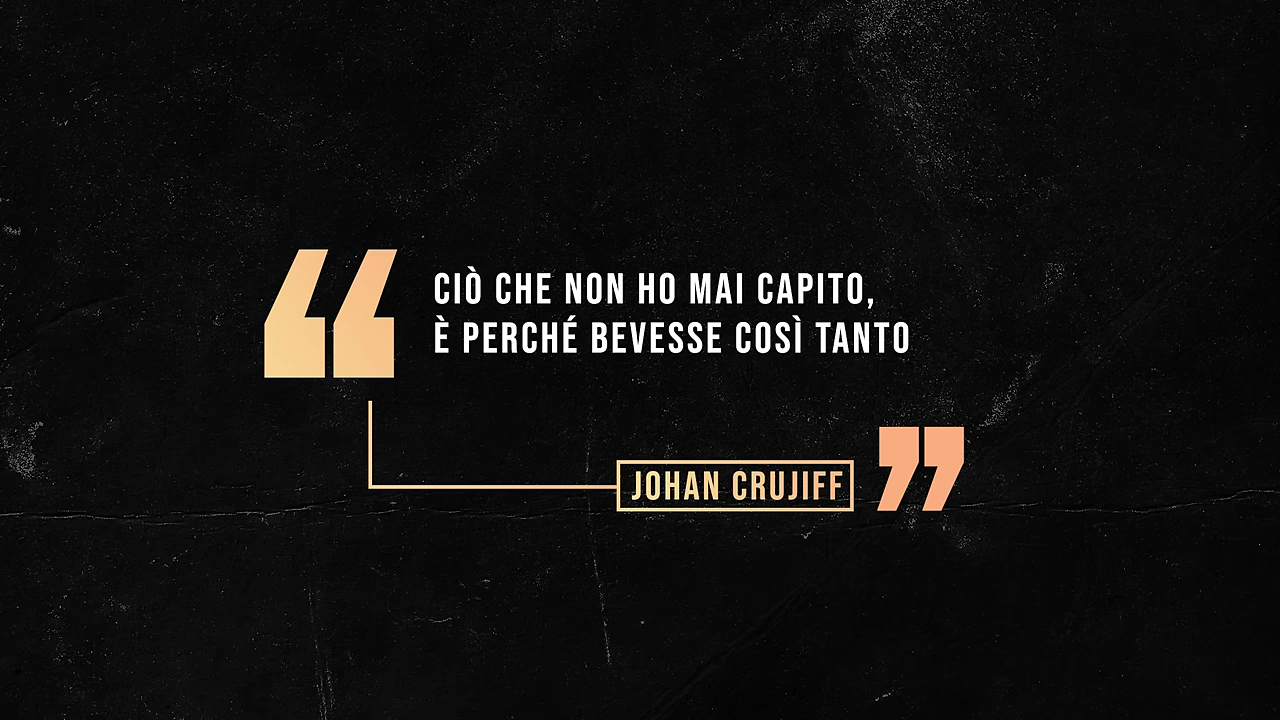 CIÒ CHE NON HO MAI CAPITO,
È PERCHÉ BEVESSE COSÌ TANTO
JOHAN CRUJIFF